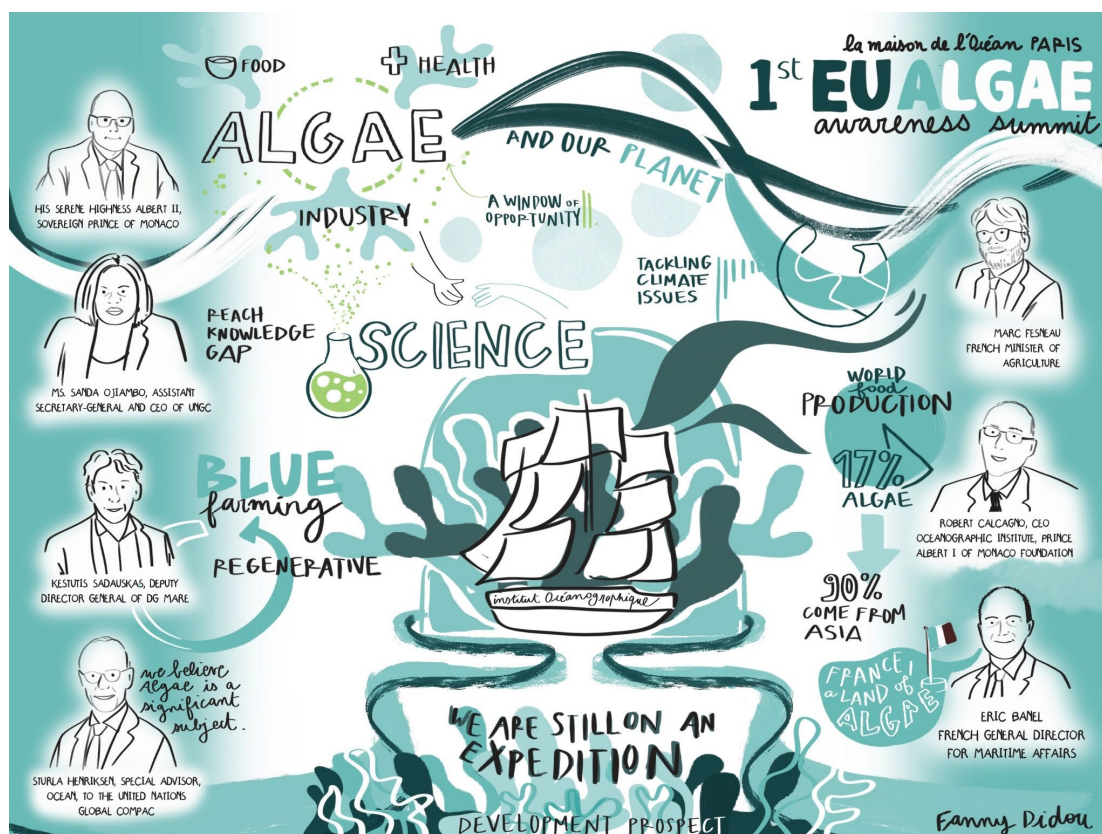 la maison de l'Océan PARIS
1st EU ALGAE
awareness summit
FOOD
HEALTH
ALGAE
AND OUR PLANET
INDUSTRY
A WINDOW OF
OPPORTUNITY
HIS SERENE HIGHNESS ALBERT II,
SOVEREIGN PRINCE OF MONACO
TACKLING
CLIMATE
ISSUES
MARC FESNEAU
FRENCH MINISTER OF
AGRICULTURE
REACH
KNOWLEDGE
GAP
SCIENCE
MS. SANDA OJIAMBO, ASSISTANT
SECRETARY-GENERAL AND CEO OF UNGC
WORLD
food
PRODUCTION
17%
ALGAE
ROBERT CALCAGNO, CEO
OCEANOGRAPHIC INSTITUTE, PRINCE
ALBERT I OF MONACO FOUNDATION
BLUE
farming
REGENERATIVE
KESTUTIS SADAUSKAS, DEPUTY
DIRECTOR GENERAL OF DG MARE
institut Océanographique
90%
COME FROM
ASIA
FRANCE,
a LAND of
ALGAE
ERIC BANEL
FRENCH GENERAL DIRECTOR
FOR MARITIME AFFAIRS
we believe
Algae is a
significant
subject.
STURLA HENRIKSEN, SPECIAL ADVISOR,
OCEAN, TO THE UNITED NATIONS
GLOBAL COMPAC
WE ARE STILL ON AN
EXPEDITION
DEVELOPMENT PROSPECT
Fanny Didou